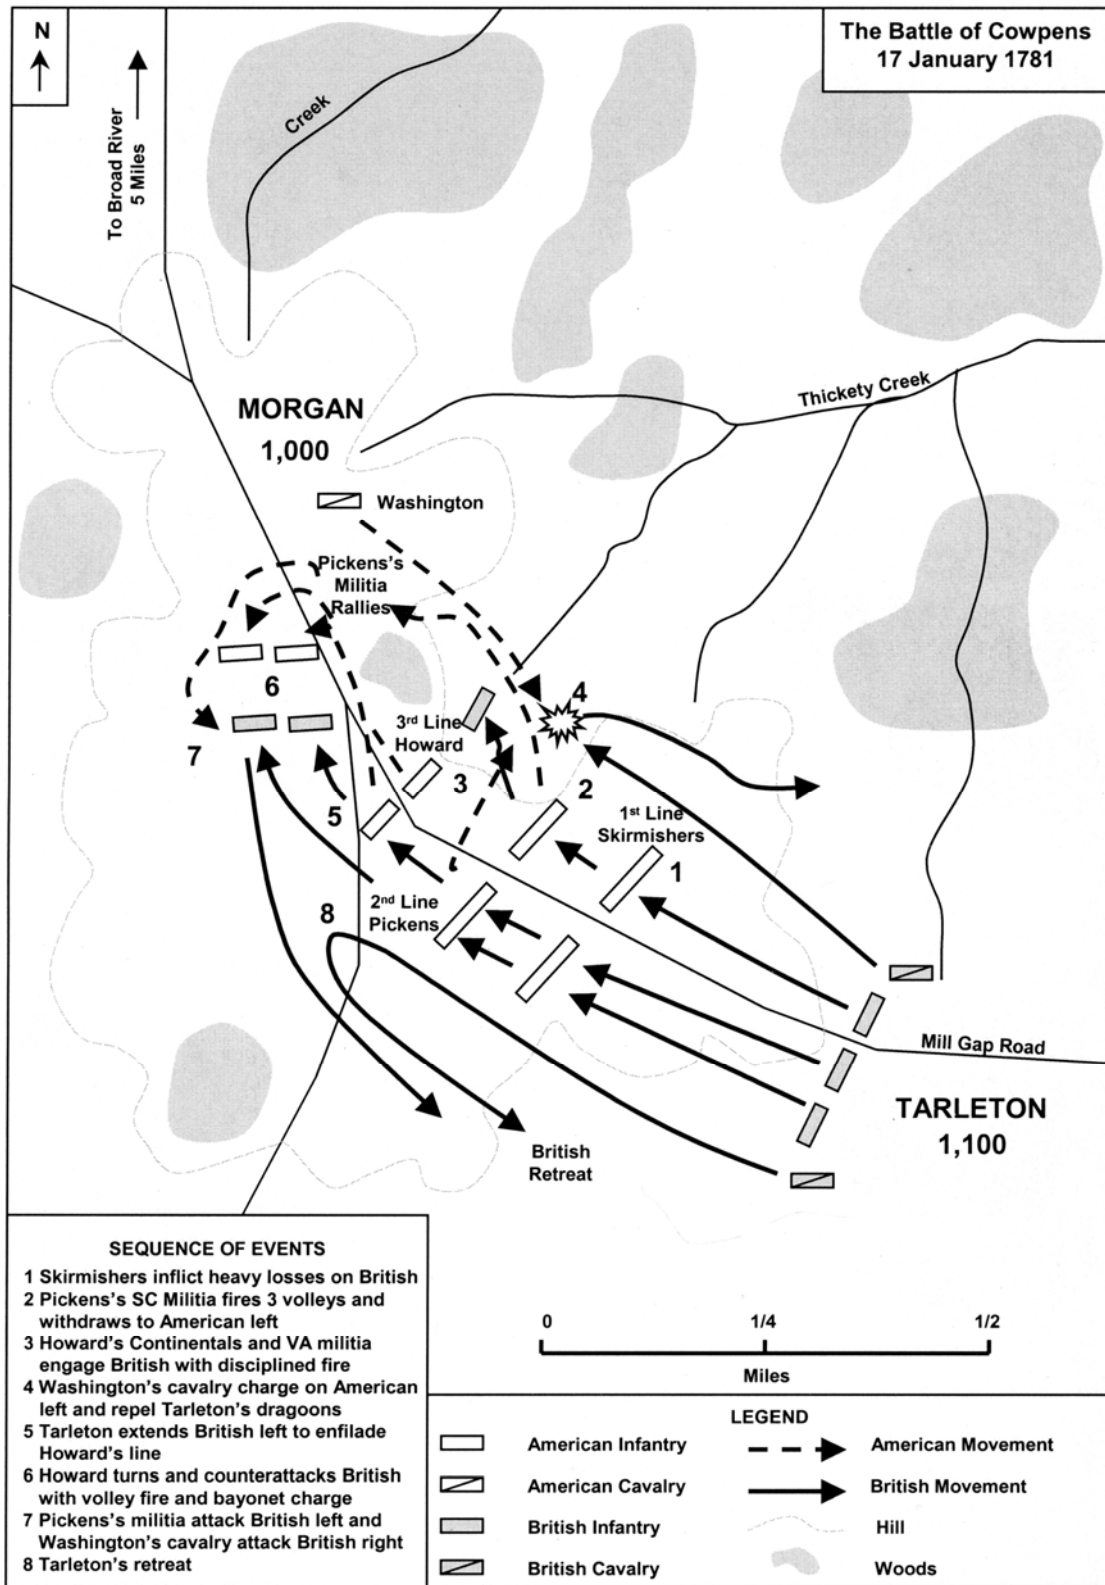 N
The Battle of Cowpens
17 January 1781
To Broad River
5 Miles
Creek
Thickety Creek
MORGAN
1,000
Washington
Pickens's
Militia
Rallies
6
7
3rd Line
Howard
3
4
2
5
1st Line
Skirmishers
1
2nd Line
Pickens
8
Mill Gap Road
TARLETON
1,100
British
Retreat
SEQUENCE OF EVENTS
1 Skirmishers inflict heavy losses on British
2 Pickens's SC Militia fires 3 volleys and
withdraws to American left
3 Howard's Continentals and VA militia
engage British with disciplined fire
4 Washington's cavalry charge on American
left and repel Tarleton's dragoons
5 Tarleton extends British left to enfilade
Howard's line
6 Howard turns and counterattacks British
with volley fire and bayonet charge
7 Pickens's militia attack British left and
Washington's cavalry attack British right
8 Tarleton's retreat
0 1/4 1/2
Miles
LEGEND
American Infantry
American Movement
American Cavalry
British Movement
British Infantry
Hill
British Cavalry
Woods